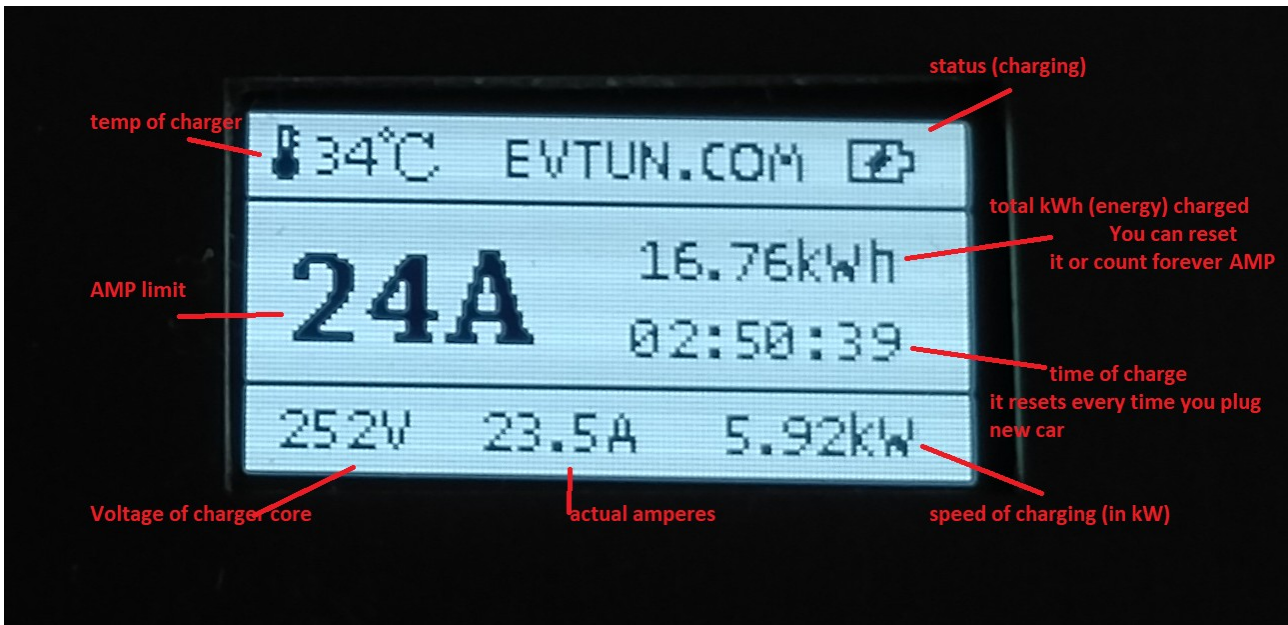 status (charging)
temp of charger
34°C EVTUN.COM
total kWh (energy) charged
You can reset
it or count forever AMP
16.76kWh
AMP limit
24A
02:50:39
time of charge
it resets every time you plug
new car
252V 23.5A 5.92kW
Voltage of charger core
actual amperes
speed of charging (in kW)